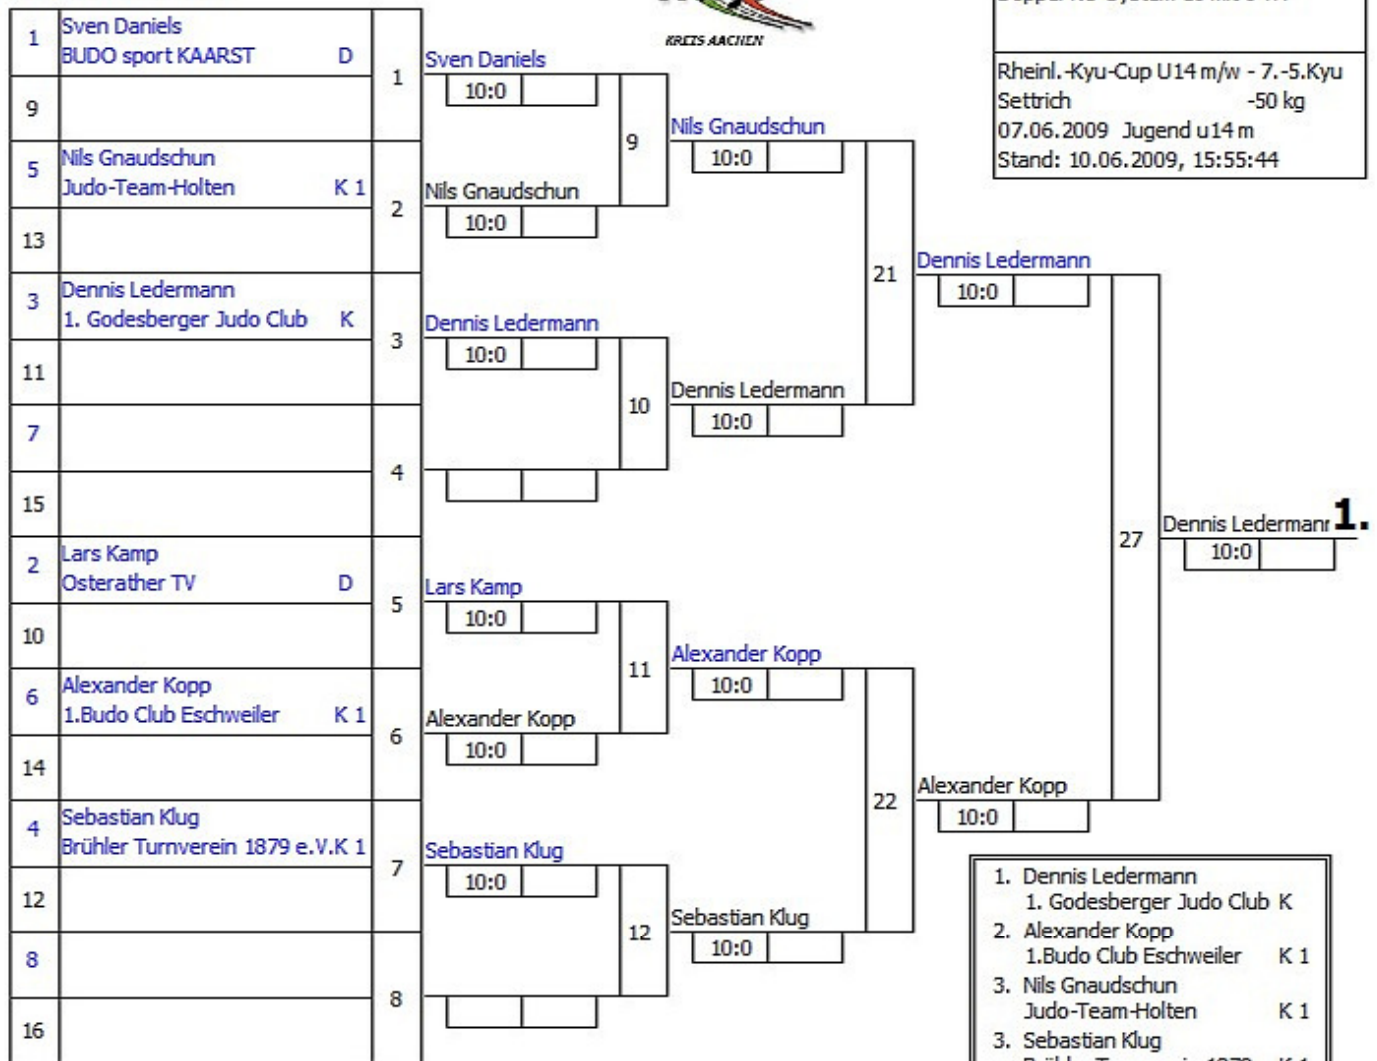 KREIS AACHEN
Rheinl.-Kyu-Cup U14 m/w - 7.-5.Kyu
Settrich -50 kg
07.06.2009 Jugend u14 m
Stand: 10.06.2009, 15:55:44
1 Sven Daniels
BUDO sport KAARST D
9
5 Nils Gnaudschun
Judo-Team-Holten K 1
13
3 Dennis Ledermann
1. Godesberger Judo Club K
11
7
15
2 Lars Kamp
Osterather TV D
10
6 Alexander Kopp
1.Budo Club Eschweiler K 1
14
4 Sebastian Klug
Brühler Turnverein 1879 e.V. K 1
12
8
16
1
2
3
4
5
6
7
8
Sven Daniels
10:0
Nils Gnaudschun
10:0
Dennis Ledermann
10:0
Lars Kamp
10:0
Alexander Kopp
10:0
Sebastian Klug
10:0
9
10
11
12
Nils Gnaudschun
10:0
Dennis Ledermann
10:0
Alexander Kopp
10:0
Sebastian Klug
10:0
21
22
Dennis Ledermann
10:0
Alexander Kopp
10:0
27
Dennis Ledermann 1.
10:0
1. Dennis Ledermann
1. Godesberger Judo Club K
2. Alexander Kopp
1.Budo Club Eschweiler K 1
3. Nils Gnaudschun
Judo-Team-Holten K 1
3. Sebastian Klug